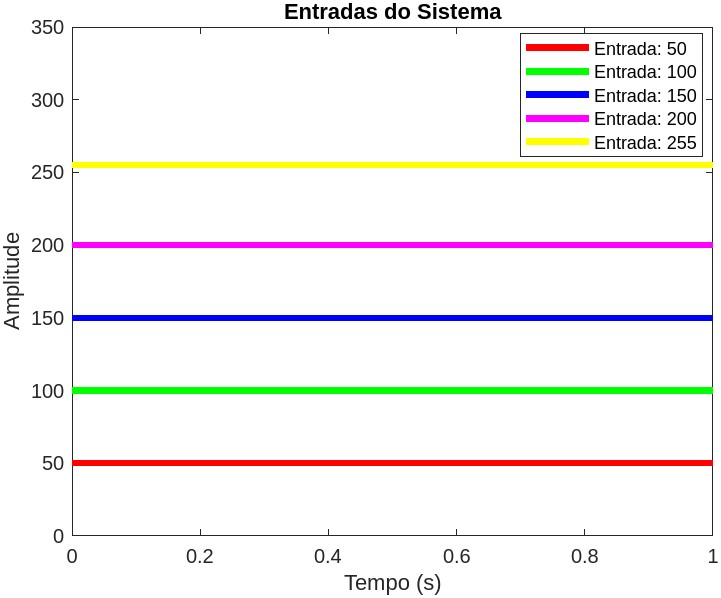 Entradas do Sistema
350
300
250
200
150
100
50
0
Amplitude
Entrada: 50
Entrada: 100
Entrada: 150
Entrada: 200
Entrada: 255
0
0.2
0.4
0.6
0.8
1
Tempo (s)